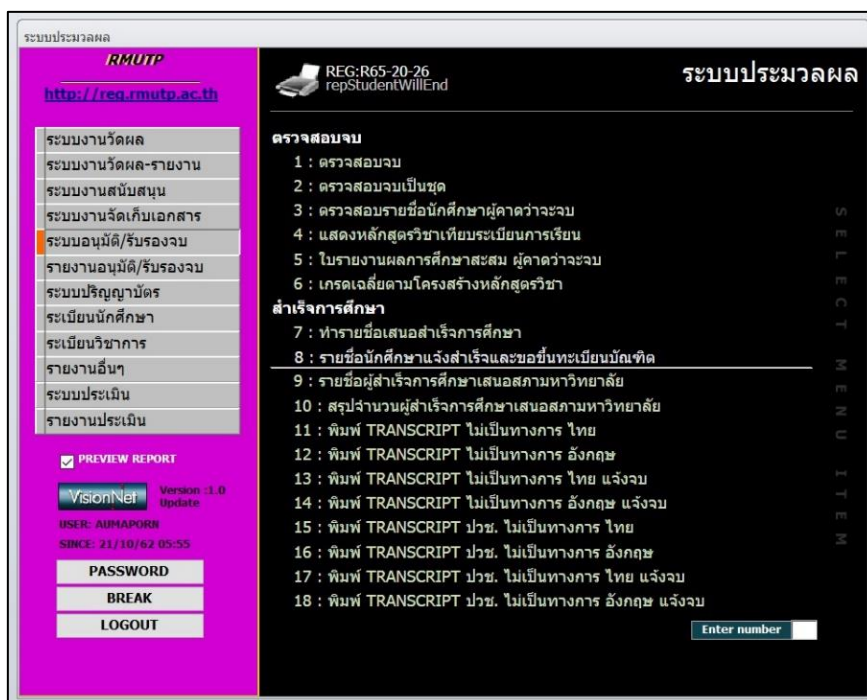 ระบบประมวลผล
RMUTP
http://reg.rmutp.ac.th
ระบบงานวัดผล
ระบบงานวัดผล-รายงาน
ระบบงานสนับสนุน
ระบบงานจัดเก็บเอกสาร
ระบบอนุมัติ/รับรองจบ
รายงานอนุมัติ/รับรองจบ
ระบบปริญญาบัตร
ระเบียนนักศึกษา
ระเบียนวิชาการ
รายงานอื่นๆ
ระบบประเมิน
รายงานประเมิน
PREVIEW REPORT
VisionNet
Version :1.0
Update
USER: AUMAPORN
SINCE: 21/10/62 05:55
PASSWORD
BREAK
LOGOUT
REG:R65-20-26
repStudentWillEnd
ระบบประมวลผล
ตรวจสอบจบ
1 : ตรวจสอบจบ
2 : ตรวจสอบจบเป็นชุด
3 : ตรวจสอบรายชื่อนักศึกษาผู้คาดว่าจะจบ
4 : แสดงหลักสูตรวิชาเทียบระเบียนการเรียน
5 : ใบรายงานผลการศึกษาสะสม ผู้คาดว่าจะจบ
6 : เกรดเฉลี่ยตามโครงสร้างหลักสูตรวิชา
สำเร็จการศึกษา
7 : ทำรายชื่อเสนอสำเร็จการศึกษา
8 : รายชื่อนักศึกษาแจ้งสำเร็จและขอขึ้นทะเบียนบัณฑิต
9 : รายชื่อผู้สำเร็จการศึกษาเสนอสภามหาวิทยาลัย
10 : สรุปจำนวนผู้สำเร็จการศึกษาเสนอสภามหาวิทยาลัย
11 : พิมพ์ TRANSCRIPT ไม่เป็นทางการ ไทย
12 : พิมพ์ TRANSCRIPT ไม่เป็นทางการ อังกฤษ
13 : พิมพ์ TRANSCRIPT ไม่เป็นทางการ ไทย แจ้งจบ
14 : พิมพ์ TRANSCRIPT ไม่เป็นทางการ อังกฤษ แจ้งจบ
15 : พิมพ์ TRANSCRIPT ปวช. ไม่เป็นทางการ ไทย
16 : พิมพ์ TRANSCRIPT ปวช. ไม่เป็นทางการ อังกฤษ
17 : พิมพ์ TRANSCRIPT ปวช. ไม่เป็นทางการ ไทย แจ้งจบ
18 : พิมพ์ TRANSCRIPT ปวช. ไม่เป็นทางการ อังกฤษ แจ้งจบ
Enter number
SELECT MENU ITEM